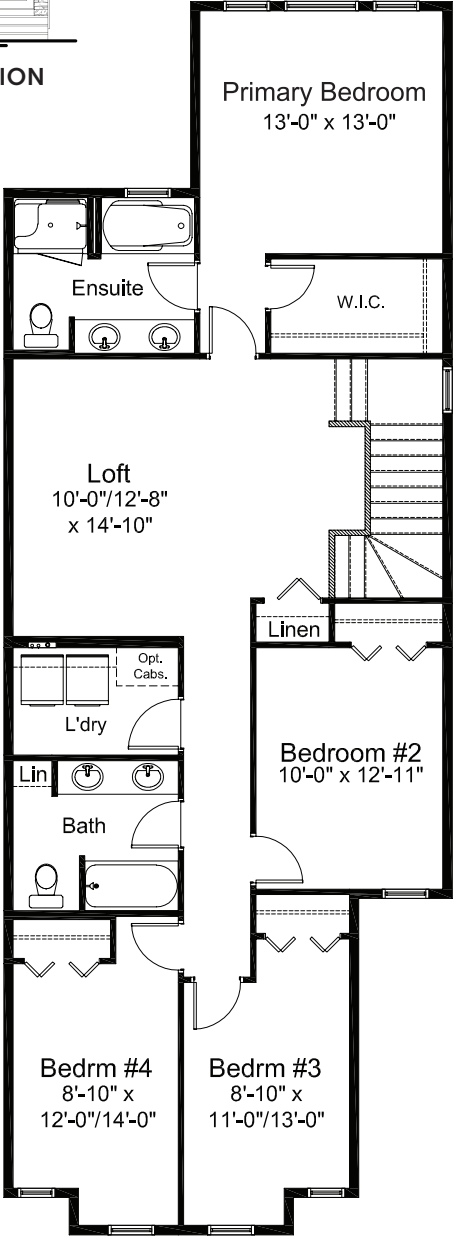 ION
Primary Bedroom
13'-0" x 13'-0"
Ensuite
W.I.C.
Loft
10'-0"/12'-8"
x 14'-10"
Linen
Opt.
Cabs.
L'dry
Bedroom #2
10'-0" x 12'-11"
Lin
Bath
Bedrm #4
8'-10" x
12'-0"/14'-0"
Bedrm #3
8'-10" x
11'-0"/13'-0"